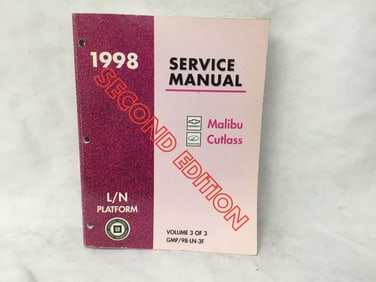 1998
SERVICE
MANUAL
SECOND EDITION
Malibu
Cutlass
L/N
PLATFORM
VOLUME 3 OF 3
GMP/98-LN-3F